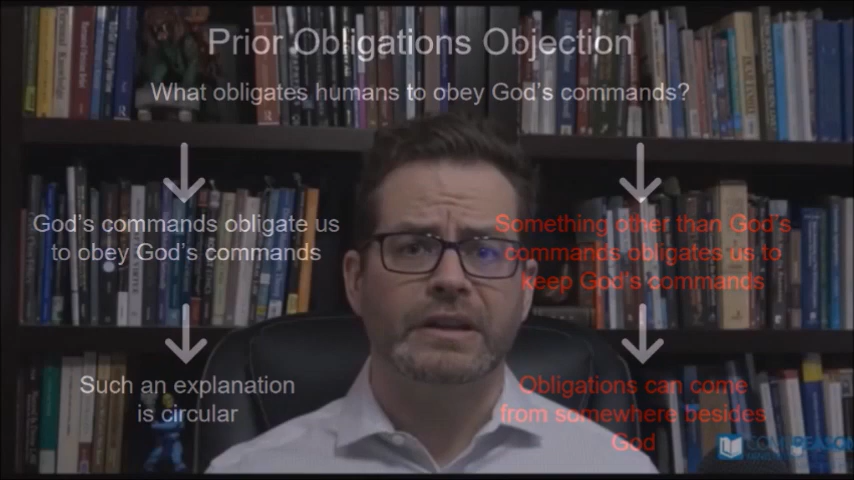 Prior Obligations Objection
What obligates humans to obey God's commands?
God's commands obligate us
to obey God's commands
Something other than God's
commands obligates us to
keep God's commands
Such an explanation
is circular
Obligations can come
from somewhere besides
God